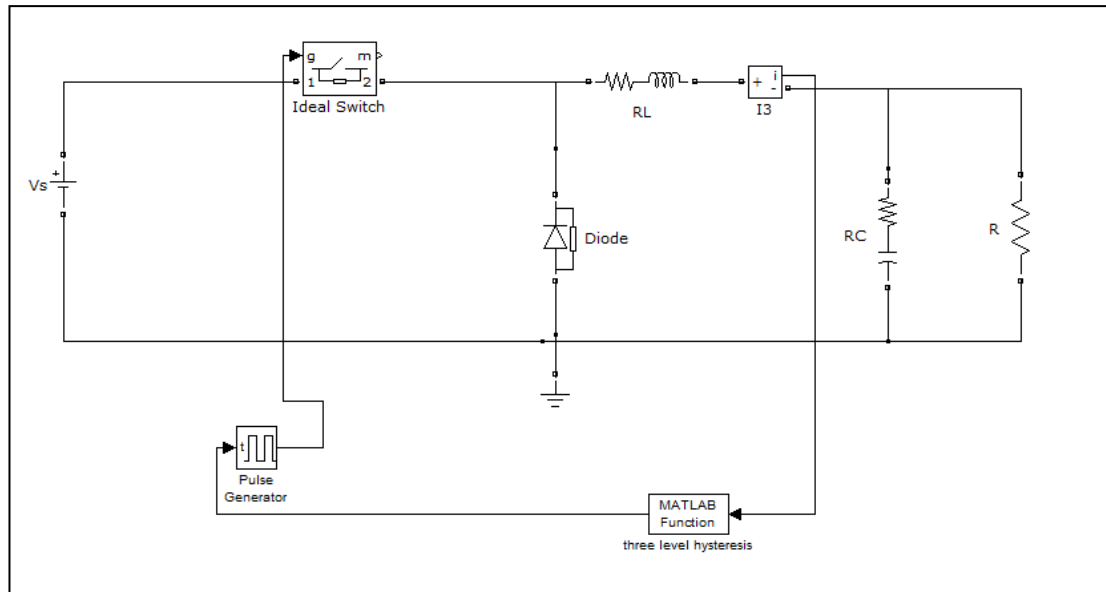 g m
1 2
Ideal Switch
RL
+ i
-
I3
Vs
+
Diode
RC
R
t
Pulse
Generator
MATLAB
Function
three level hysteresis